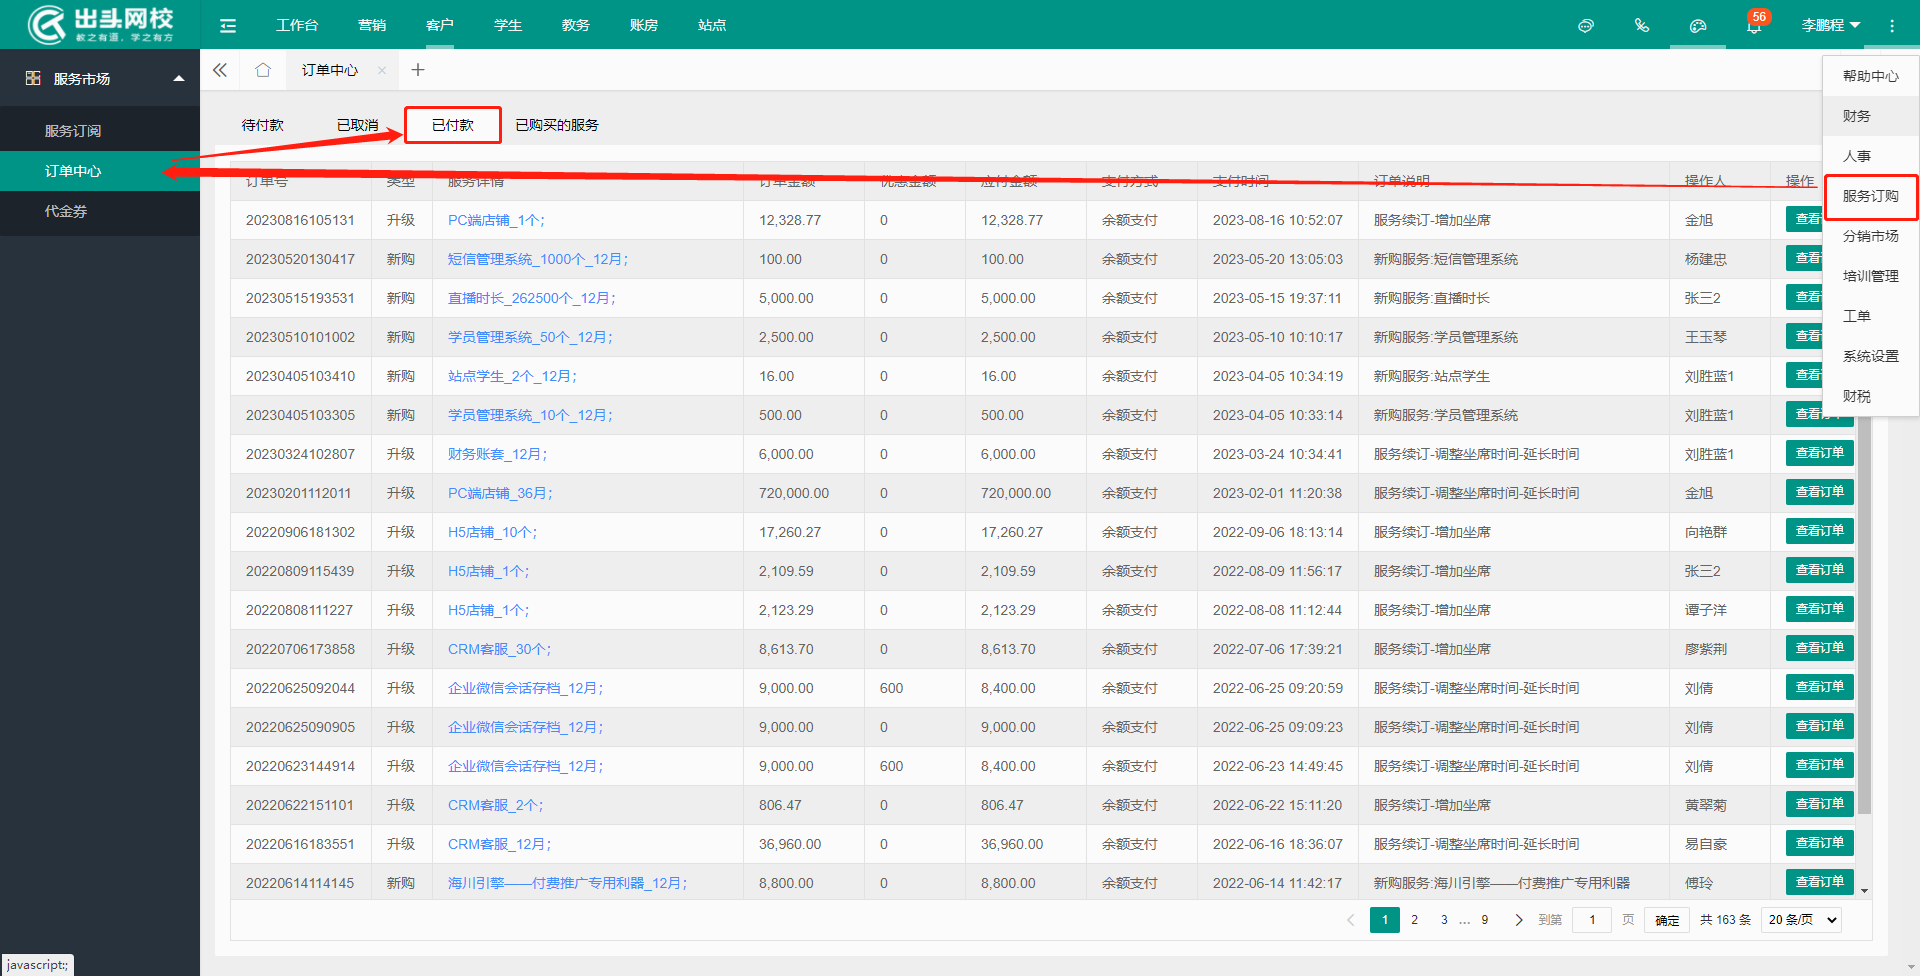 出头网校
教之有道，学之有方
工作台 营销 客户 学生 教务 账房 站点
56
李鹏程
服务市场
服务订阅
订单中心
代金券
订单中心
帮助中心
财务
人事
服务订购
分销市场
培训管理
工单
系统设置
财税
待付款 已取消 已付款 已购买的服务
订单号 类型 服务详情 订单金额 优惠金额 应付金额 支付方式 支付时间 订单说明 操作人 操作
20230816105131 升级 PC端店铺_1个; 12,328.77 0 12,328.77 余额支付 2023-08-16 10:52:07 服务续订-增加坐席 金旭 查看
20230520130417 新购 短信管理系统_1000个_12月; 100.00 0 100.00 余额支付 2023-05-20 13:05:03 新购服务:短信管理系统 杨建忠 查看
20230515193531 新购 直播时长_262500个_12月; 5,000.00 0 5,000.00 余额支付 2023-05-15 19:37:11 新购服务:直播时长 张三2 查看
20230510101002 新购 学员管理系统_50个_12月; 2,500.00 0 2,500.00 余额支付 2023-05-10 10:10:17 新购服务:学员管理系统 王玉琴 查看
20230405103410 新购 站点学生_2个_12月; 16.00 0 16.00 余额支付 2023-04-05 10:34:19 新购服务:站点学生 刘胜蓝1 查看
20230405103305 新购 学员管理系统_10个_12月; 500.00 0 500.00 余额支付 2023-04-05 10:33:14 新购服务:学员管理系统 刘胜蓝1 查看
20230324102807 升级 财务账套_12月; 6,000.00 0 6,000.00 余额支付 2023-03-24 10:34:41 服务续订-调整坐席时间-延长时间 刘胜蓝1 查看订单
20230201112011 升级 PC端店铺_36月; 720,000.00 0 720,000.00 余额支付 2023-02-01 11:20:38 服务续订-调整坐席时间-延长时间 金旭 查看订单
20220906181302 升级 H5店铺_10个; 17,260.27 0 17,260.27 余额支付 2022-09-06 18:13:14 服务续订-增加坐席 向艳群 查看订单
20220809115439 升级 H5店铺_1个; 2,109.59 0 2,109.59 余额支付 2022-08-09 11:56:17 服务续订-增加坐席 张三2 查看订单
20220808111227 升级 H5店铺_1个; 2,123.29 0 2,123.29 余额支付 2022-08-08 11:12:44 服务续订-增加坐席 谭子洋 查看订单
20220706173858 升级 CRM客服_30个; 8,613.70 0 8,613.70 余额支付 2022-07-06 17:39:21 服务续订-增加坐席 廖紫荆 查看订单
20220625092044 升级 企业微信会话存档_12月; 9,000.00 600 8,400.00 余额支付 2022-06-25 09:20:59 服务续订-调整坐席时间-延长时间 刘倩 查看订单
20220625090905 升级 企业微信会话存档_12月; 9,000.00 0 9,000.00 余额支付 2022-06-25 09:09:23 服务续订-调整坐席时间-延长时间 刘倩 查看订单
20220623144914 升级 企业微信会话存档_12月; 9,000.00 600 8,400.00 余额支付 2022-06-23 14:49:45 服务续订-调整坐席时间-延长时间 刘倩 查看订单
20220622151101 升级 CRM客服_2个; 806.47 0 806.47 余额支付 2022-06-22 15:11:20 服务续订-增加坐席 黄翠菊 查看订单
20220616183551 升级 CRM客服_12月; 36,960.00 0 36,960.00 余额支付 2022-06-16 18:36:07 服务续订-调整坐席时间-延长时间 易自豪 查看订单
20220614114145 新购 海川引擎——付费推广专用利器_12月; 8,800.00 0 8,800.00 余额支付 2022-06-14 11:42:17 新购服务:海川引擎——付费推广专用利器 傅玲 查看订单
1 2 3 … 9 到第 1 页 确定 共 163 条 20 条/页
javascript:;